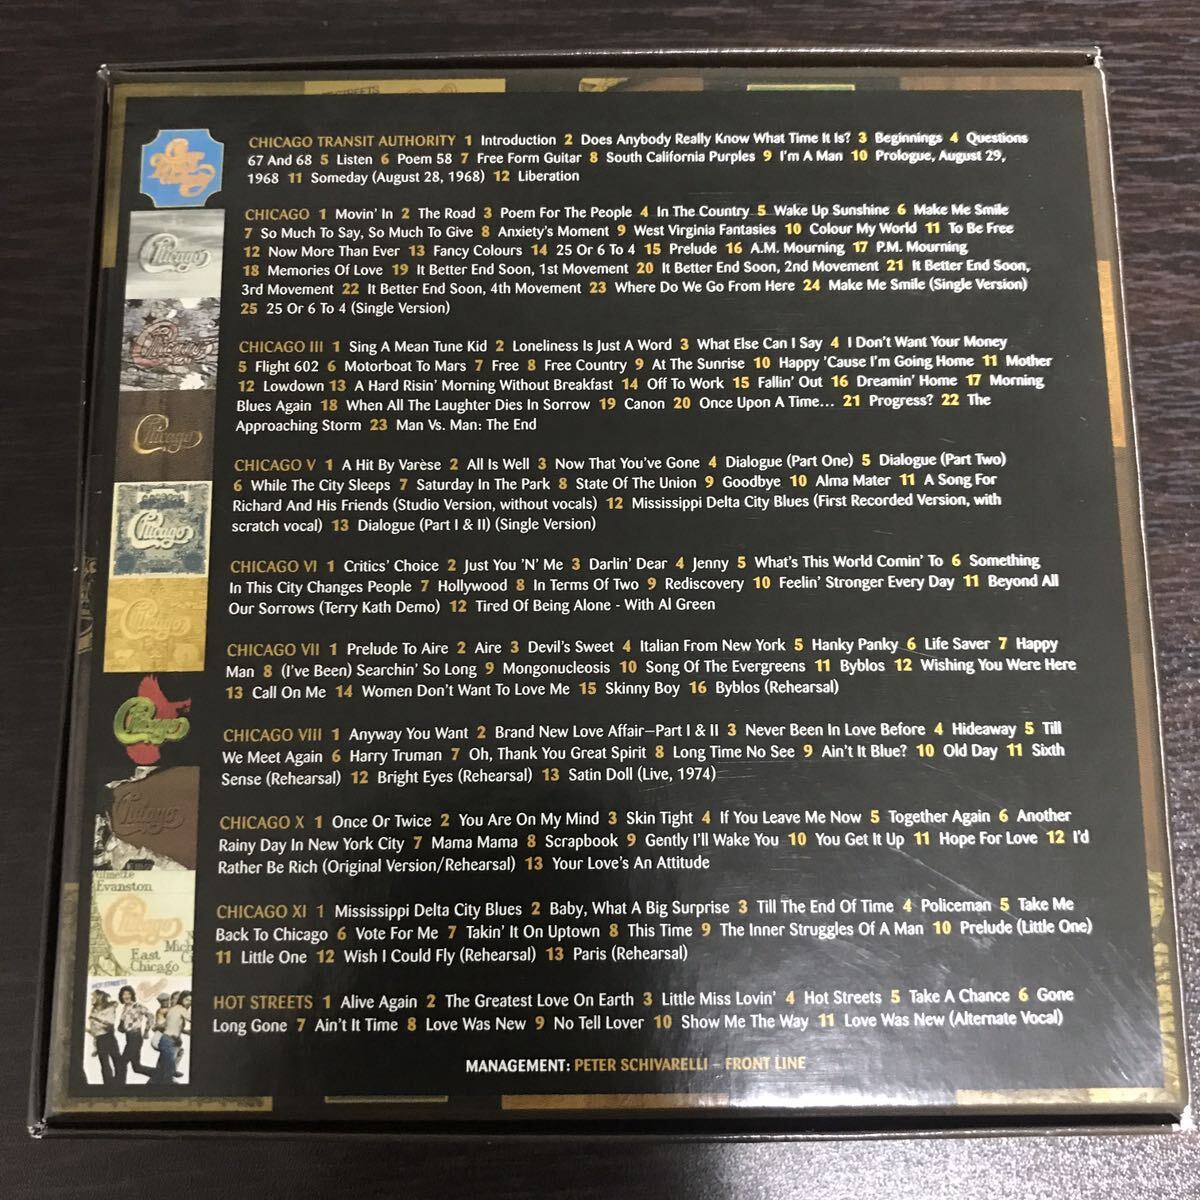 CHICAGO TRANSIT AUTHORITY 1 Introduction 2 Does Anybody Really Know What Time It Is? 3 Beginnings 4 Questions
67 And 68 5 Listen 6 Poem 58 7 Free Form Guitar 8 South California Purples 9 I'm A Man 10 Prologue, August 29,
1968 11 Someday (August 28, 1968) 12 Liberation
CHICAGO 1 Movin' In 2 The Road 3 Poem For The People 4 In The Country 5 Wake Up Sunshine 6 Make Me Smile
7 So Much To Say, So Much To Give 8 Anxiety's Moment 9 West Virginia Fantasies 10 Colour My World 11 To Be Free
12 Now More Than Ever 13 Fancy Colours 14 25 Or 6 To 4 15 Prelude 16 A.M. Mourning 17 P.M. Mourning
18 Memories Of Love 19 It Better End Soon, 1st Movement 20 It Better End Soon, 2nd Movement 21 It Better End Soon,
3rd Movement 22 It Better End Soon, 4th Movement 23 Where Do We Go From Here 24 Make Me Smile (Single Version)
25 25 Or 6 To 4 (Single Version)
Chicago
CHICAGO III 1 Sing A Mean Tune Kid 2 Loneliness Is Just A Word 3 What Else Can I Say 4 I Don't Want Your Money
5 Flight 602 6 Motorboat To Mars 7 Free 8 Free Country 9 At The Sunrise 10 Happy 'Cause I'm Going Home 11 Mother
12 Lowdown 13 A Hard Risin' Morning Without Breakfast 14 Off To Work 15 Fallin' Out 16 Dreamin' Home 17 Morning
Blues Again 18 When All The Laughter Dies In Sorrow 19 Canon 20 Once Upon A Time... 21 Progress? 22 The
Approaching Storm 23 Man Vs. Man: The End
Chicago
Chicago
CHICAGO V 1 A Hit By Varèse 2 All Is Well 3 Now That You've Gone 4 Dialogue (Part One) 5 Dialogue (Part Two)
6 While The City Sleeps 7 Saturday In The Park 8 State Of The Union 9 Goodbye 10 Alma Mater 11 A Song For
Richard And His Friends (Studio Version, without vocals) 12 Mississippi Delta City Blues (First Recorded Version, with
scratch vocal) 13 Dialogue (Part I & II) (Single Version)
Chicago
CHICAGO VI 1 Critics' Choice 2 Just You 'N' Me 3 Darlin' Dear 4 Jenny 5 What's This World Comin' To 6 Something
In This City Changes People 7 Hollywood 8 In Terms Of Two 9 Rediscovery 10 Feelin' Stronger Every Day 11 Beyond All
Our Sorrows (Terry Kath Demo) 12 Tired Of Being Alone - With Al Green
Chicago
CHICAGO VII 1 Prelude To Aire 2 Aire 3 Devil's Sweet 4 Italian From New York 5 Hanky Panky 6 Life Saver 7 Happy
Man 8 (I've Been) Searchin' So Long 9 Mongonucleosis 10 Song Of The Evergreens 11 Byblos 12 Wishing You Were Here
13 Call On Me 14 Women Don't Want To Love Me 15 Skinny Boy 16 Byblos (Rehearsal)
Chicago
CHICAGO VIII 1 Anyway You Want 2 Brand New Love Affair—Part I & II 3 Never Been In Love Before 4 Hideaway 5 Till
We Meet Again 6 Harry Truman 7 Oh, Thank You Great Spirit 8 Long Time No See 9 Ain't It Blue? 10 Old Day 11 Sixth
Sense (Rehearsal) 12 Bright Eyes (Rehearsal) 13 Satin Doll (Live, 1974)
Chicago
CHICAGO X 1 Once Or Twice 2 You Are On My Mind 3 Skin Tight 4 If You Leave Me Now 5 Together Again 6 Another
Rainy Day In New York City 7 Mama Mama 8 Scrapbook 9 Gently I'll Wake You 10 You Get It Up 11 Hope For Love 12 I'd
Rather Be Rich (Original Version/Rehearsal) 13 Your Love's An Attitude
Evanston
Chicago
East
Chicago
CHICAGO XI 1 Mississippi Delta City Blues 2 Baby, What A Big Surprise 3 Till The End Of Time 4 Policeman 5 Take Me
Back To Chicago 6 Vote For Me 7 Takin' It On Uptown 8 This Time 9 The Inner Struggles Of A Man 10 Prelude (Little One)
11 Little One 12 Wish I Could Fly (Rehearsal) 13 Paris (Rehearsal)
HOT STREETS
HOT STREETS 1 Alive Again 2 The Greatest Love On Earth 3 Little Miss Lovin' 4 Hot Streets 5 Take A Chance 6 Gone
Long Gone 7 Ain't It Time 8 Love Was New 9 No Tell Lover 10 Show Me The Way 11 Love Was New (Alternate Vocal)
MANAGEMENT: PETER SCHIVARELLI – FRONT LINE